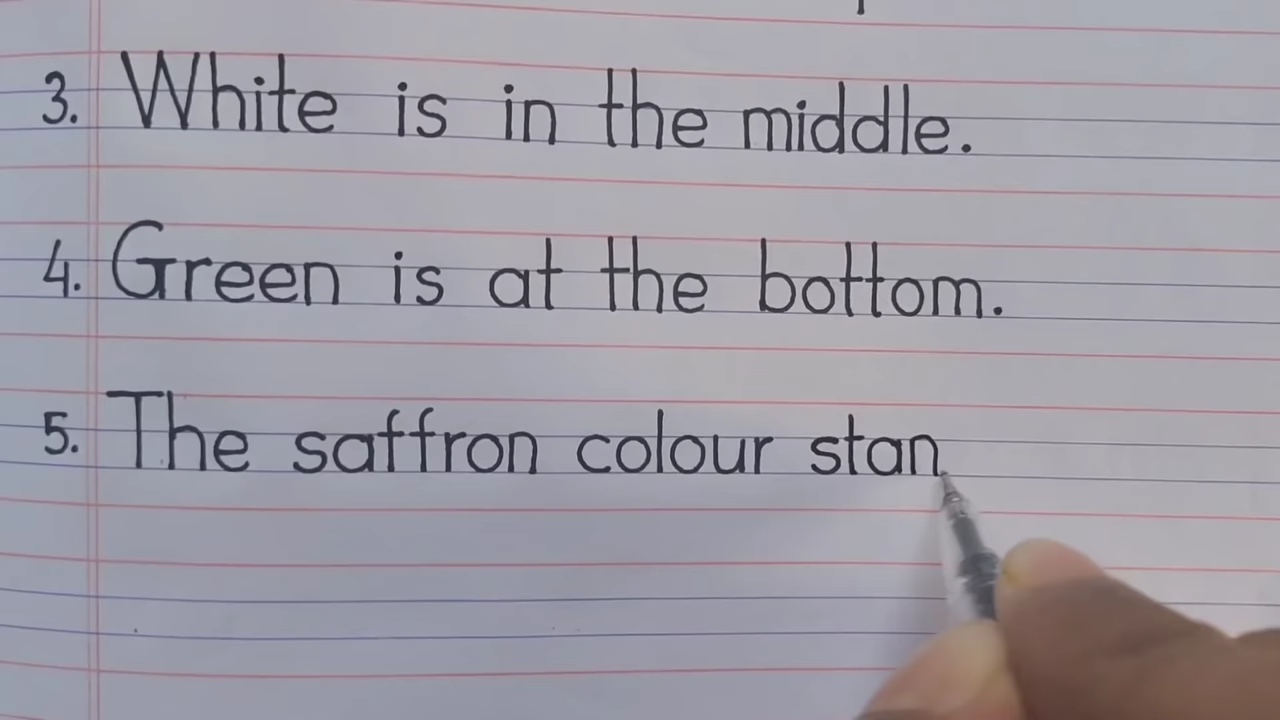 3. White is in the middle.
4. Green is at the bottom.
5. The saffron colour stan